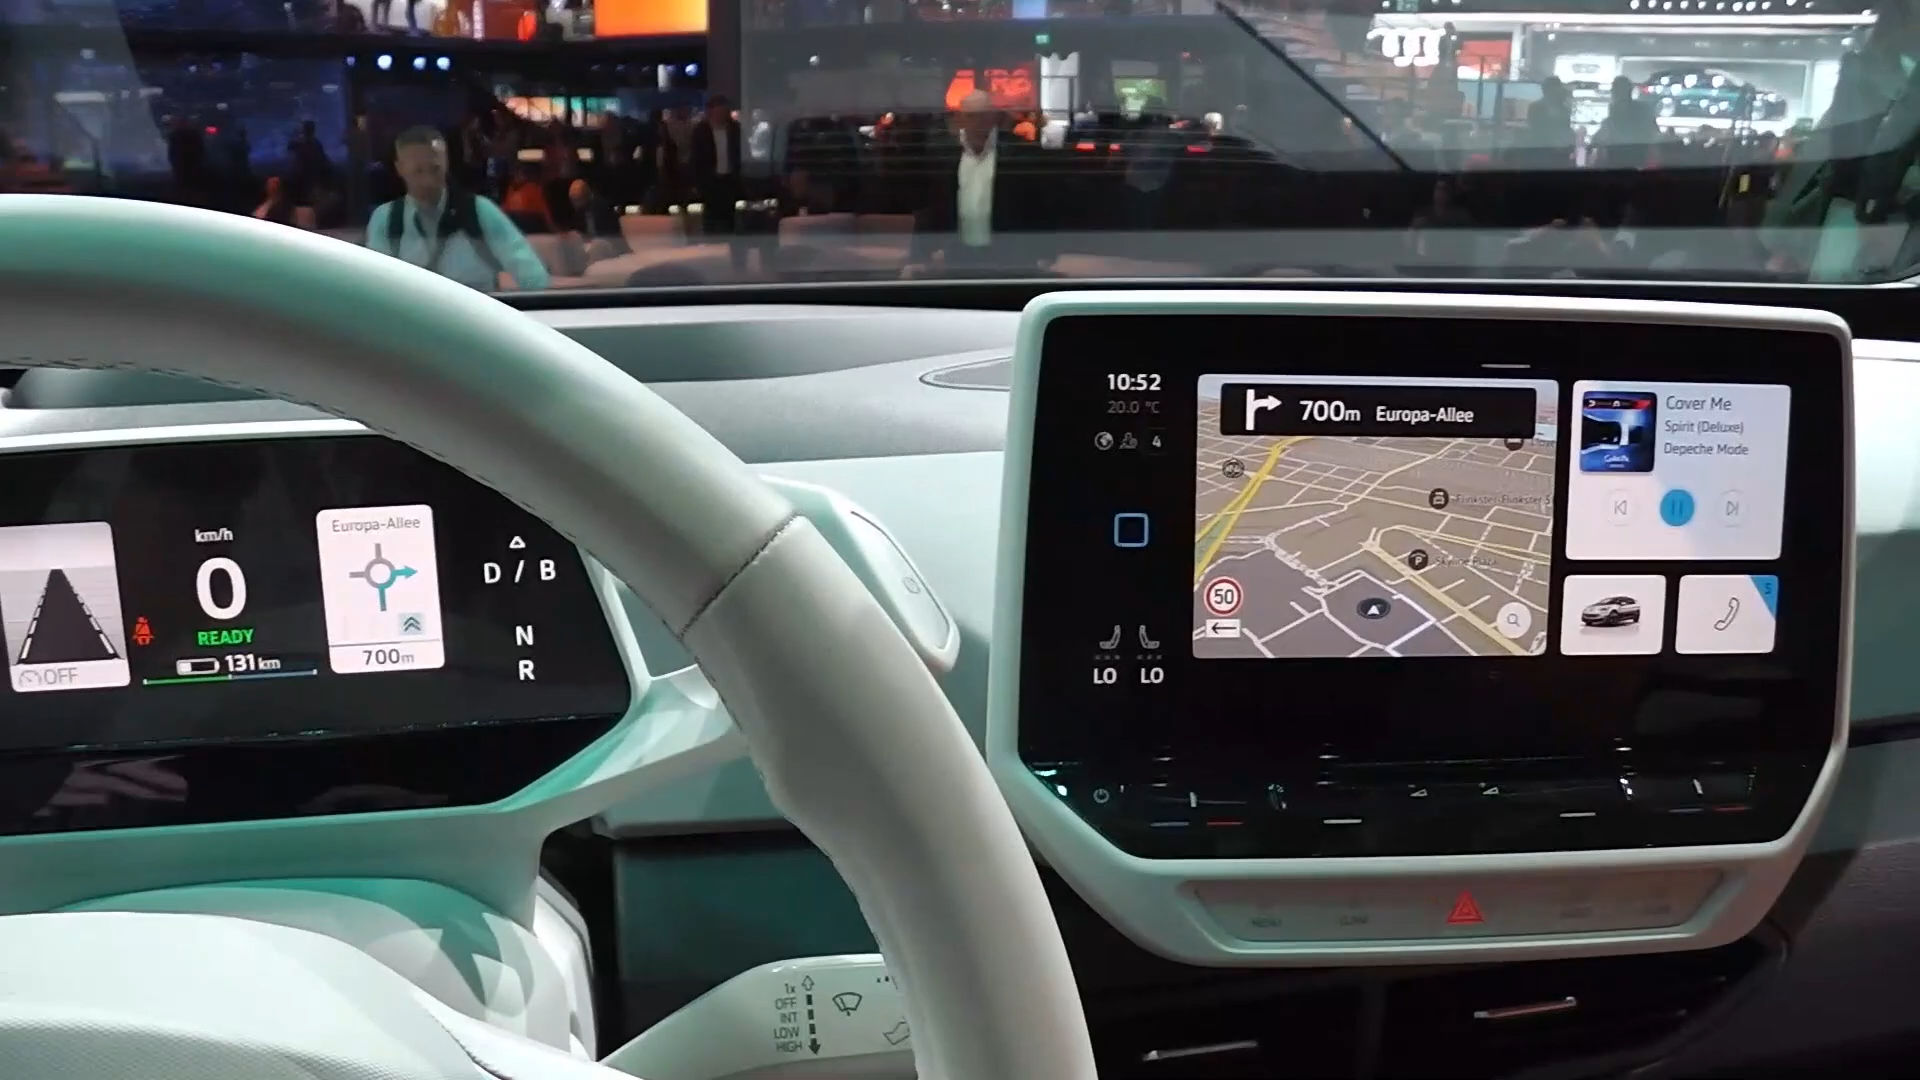 km/h
0
READY
131 km
OFF
Europa-Allee
700m
D / B
N
R
10:52
20.0 °C
4
LO LO
700m Europa-Allee
Skyline Plaza
P
50
Cover Me
Spirit (Deluxe)
Depeche Mode
5
1x
OFF
INT
LOW
HIGH